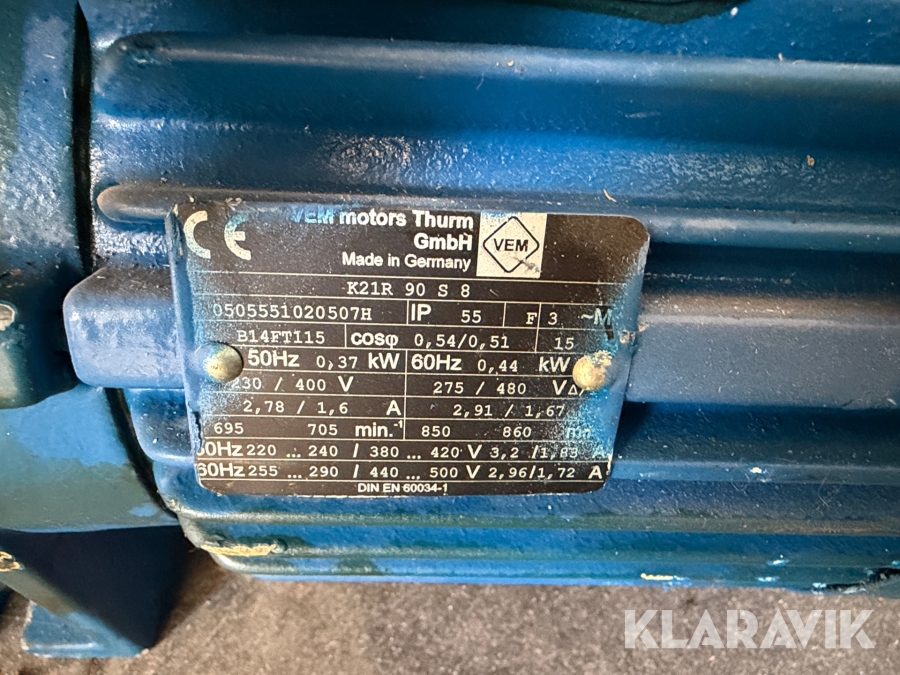 CE
VEM motors Thurm
GmbH
Made in Germany
VEM
K21R 90 S 8
0505551020507H IP 55 F 3 ~M
B14FT115 cosφ 0,54/0,51 15
50Hz 0,37 kW 60Hz 0,44 kW
230 / 400 V 275 / 480 V
2,78 / 1,6 A 2,91 / 1,67
695 705 min.-1 850 860
50Hz 220 ... 240 / 380 ... 420 V 3,2 /1,83 A
60Hz 255 ... 290 / 440 ... 500 V 2,96/1,72 A
DIN EN 60034-1
KLARAVIK